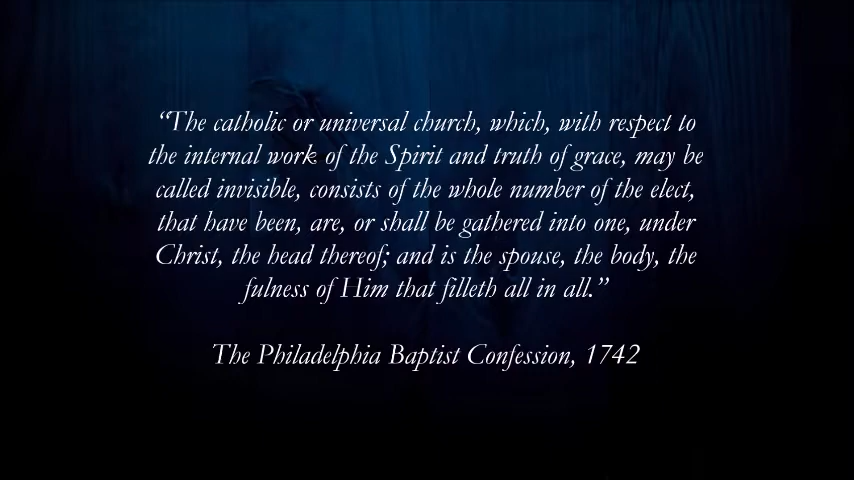 “The catholic or universal church, which, with respect to
the internal work of the Spirit and truth of grace, may be
called invisible, consists of the whole number of the elect,
that have been, are, or shall be gathered into one, under
Christ, the head thereof; and is the spouse, the body, the
fulness of Him that filleth all in all.”
The Philadelphia Baptist Confession, 1742